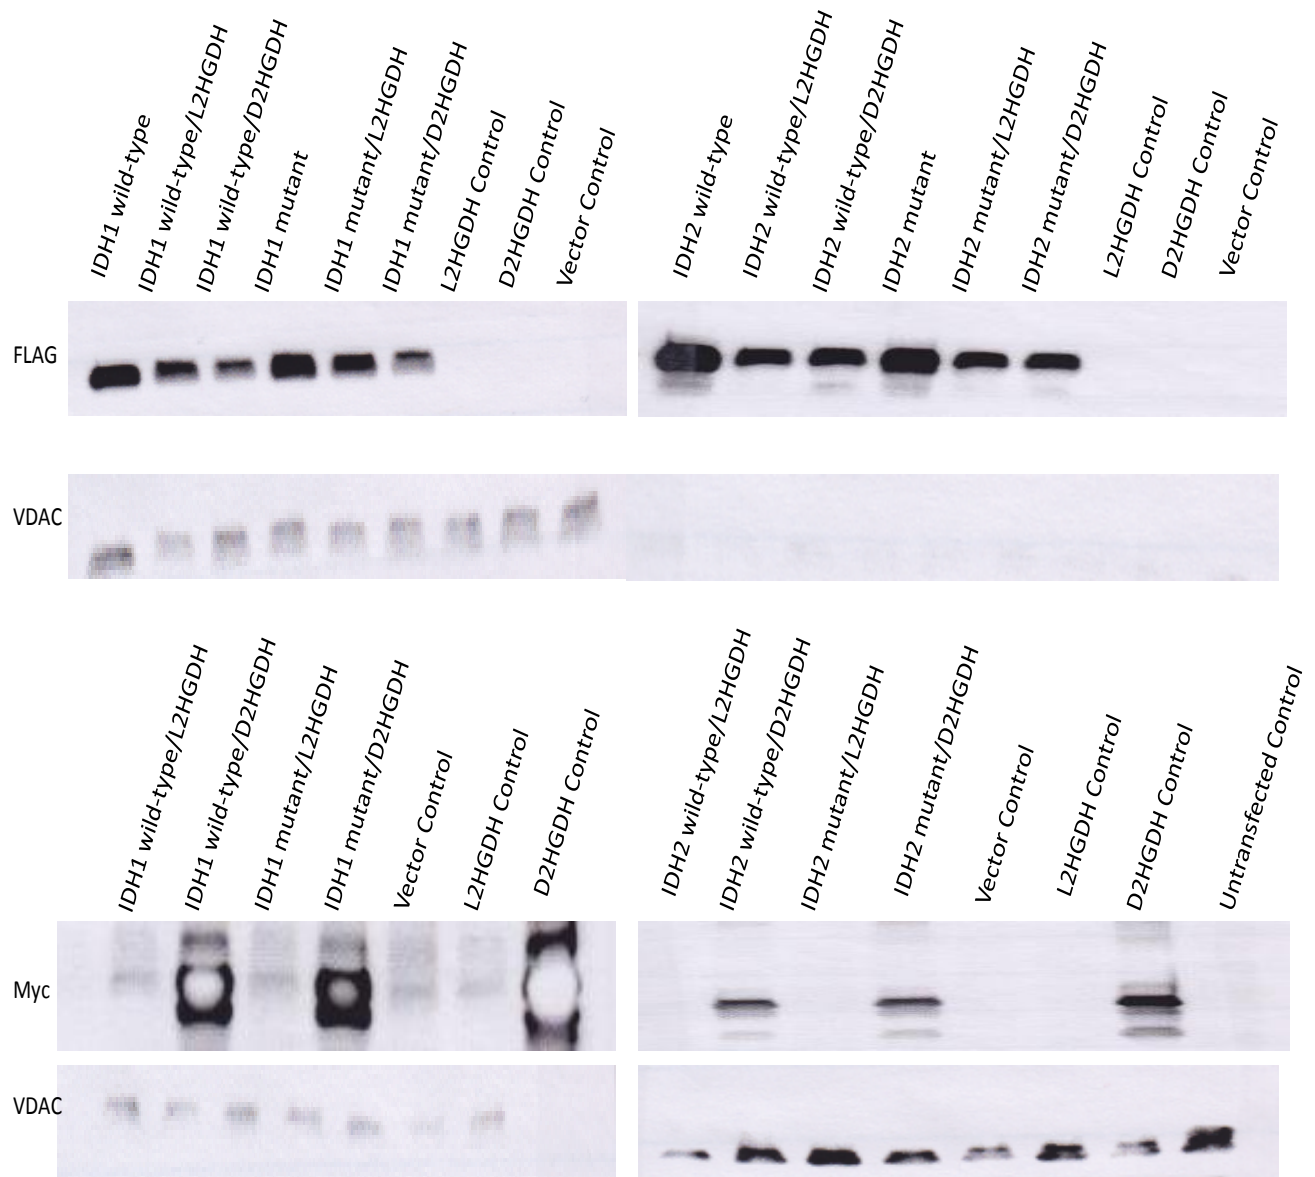 IDH1 wild-type
IDH1 wild-type/L2HGDH
IDH1 wild-type/D2HGDH
IDH1 mutant
IDH1 mutant/L2HGDH
IDH1 mutant/D2HGDH
L2HGDH Control
D2HGDH Control
Vector Control
IDH2 wild-type
IDH2 wild-type/L2HGDH
IDH2 wild-type/D2HGDH
IDH2 mutant
IDH2 mutant/L2HGDH
IDH2 mutant/D2HGDH
L2HGDH Control
D2HGDH Control
Vector Control
FLAG
VDAC
IDH1 wild-type/L2HGDH
IDH1 wild-type/D2HGDH
IDH1 mutant/L2HGDH
IDH1 mutant/D2HGDH
Vector Control
L2HGDH Control
D2HGDH Control
IDH2 wild-type/L2HGDH
IDH2 wild-type/D2HGDH
IDH2 mutant/L2HGDH
IDH2 mutant/D2HGDH
Vector Control
L2HGDH Control
D2HGDH Control
Untransfected Control
Myc
VDAC